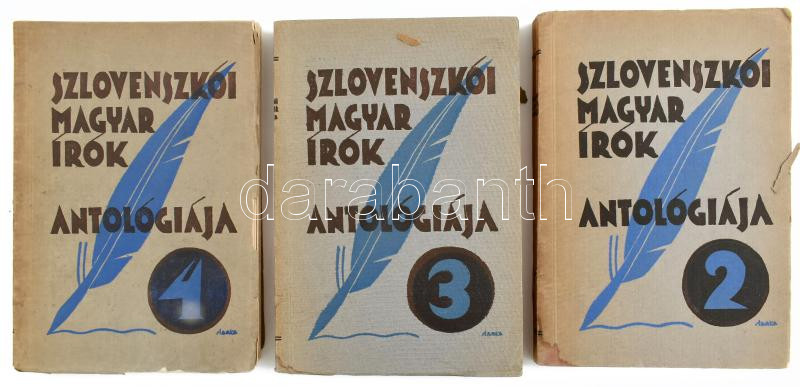 SZLOVENSZKÓI
MAGYAR
ÍRÓK
ANTOLÓGIÁJA
4
SZLOVENSZKÓI
MAGYAR
ÍRÓK
ANTOLÓGIÁJA
3
SZLOVENSZKÓI
MAGYAR
ÍRÓK
ANTOLÓGIÁJA
2
darabanth